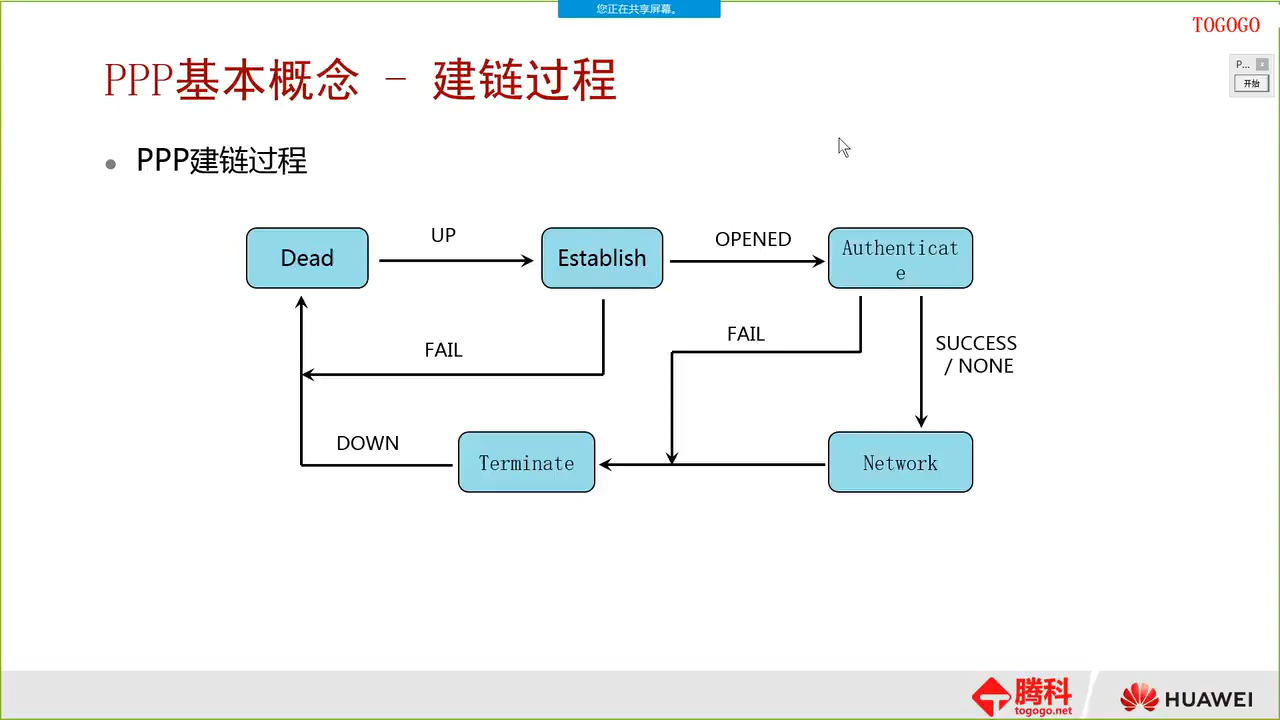 您正在共享屏幕。
TOGOGO
P...
x
开始
PPP基本概念 - 建链过程
PPP建链过程
UP
OPENED
Dead
Establish
Authenticat
e
FAIL
FAIL
SUCCESS
/ NONE
DOWN
Terminate
Network
腾科
togogo.net
HUAWEI